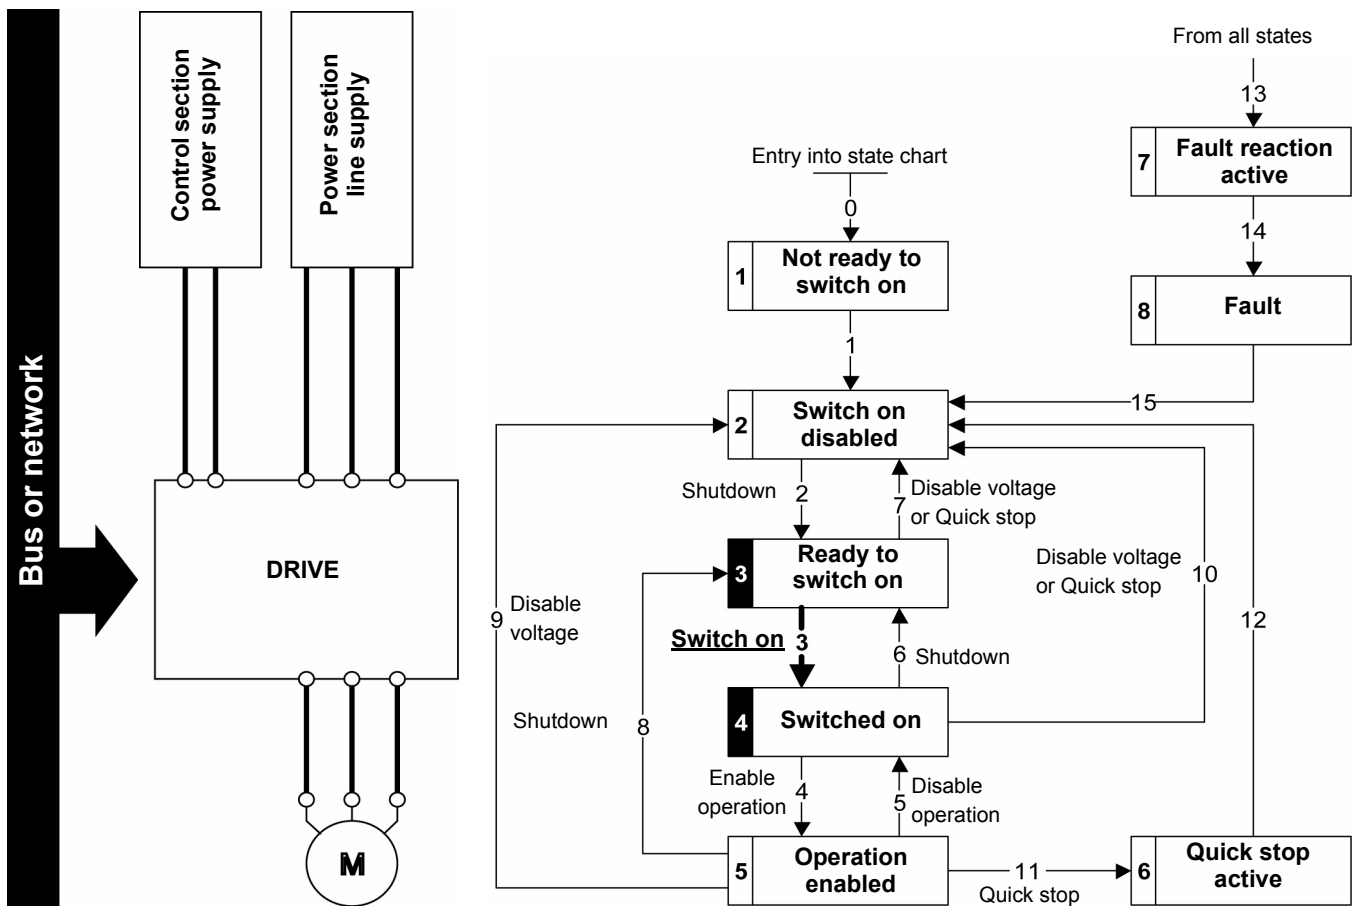 Bus or network
Control section
power supply
Power section
line supply
DRIVE
M
From all states
13
7
Fault reaction
active
14
8
Fault
15
Entry into state chart
0
1
Not ready to
switch on
1
2
Switch on
disabled
Shutdown
2
7
Disable voltage
or Quick stop
3
Ready to
switch on
Disable voltage
or Quick stop
10
12
9
Disable
voltage
Switch on
3
6
Shutdown
Shutdown
8
4
Switched on
Enable
operation
4
5
Disable
operation
5
Operation
enabled
11
Quick stop
6
Quick stop
active